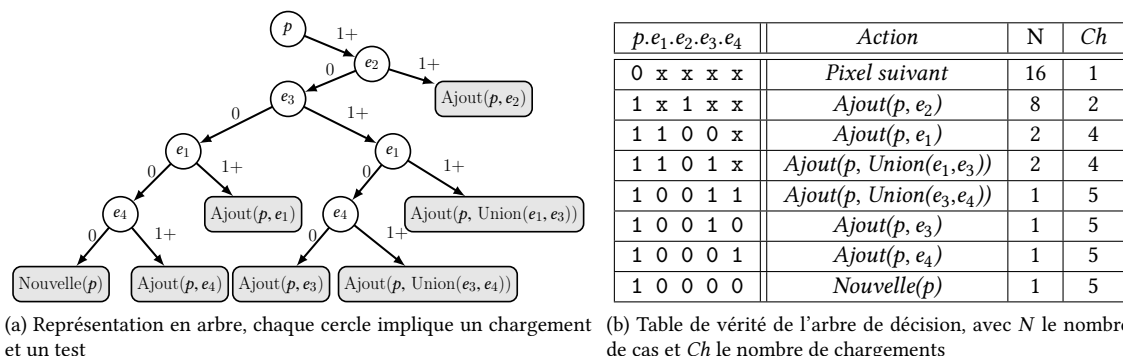 p
1+
e₂
0
1+
e₃
Ajout(p, e₂)
0
1+
e₁
e₁
0
1+
0
1+
e₄
Ajout(p, e₁)
e₄
Ajout(p, Union(e₁, e₃))
0
1+
0
1+
Nouvelle(p)
Ajout(p, e₄)
Ajout(p, e₃)
Ajout(p, Union(e₃, e₄))
(a) Représentation en arbre, chaque cercle implique un chargement
et un test
p.e₁.e₂.e₃.e₄ Action N Ch
0 x x x x Pixel suivant 16 1
1 x 1 x x Ajout(p, e₂) 8 2
1 1 0 0 x Ajout(p, e₁) 2 4
1 1 0 1 x Ajout(p, Union(e₁,e₃)) 2 4
1 0 0 1 1 Ajout(p, Union(e₃,e₄)) 1 5
1 0 0 1 0 Ajout(p, e₃) 1 5
1 0 0 0 1 Ajout(p, e₄) 1 5
1 0 0 0 0 Nouvelle(p) 1 5
(b) Table de vérité de l'arbre de décision, avec N le nombre
de cas et Ch le nombre de chargements